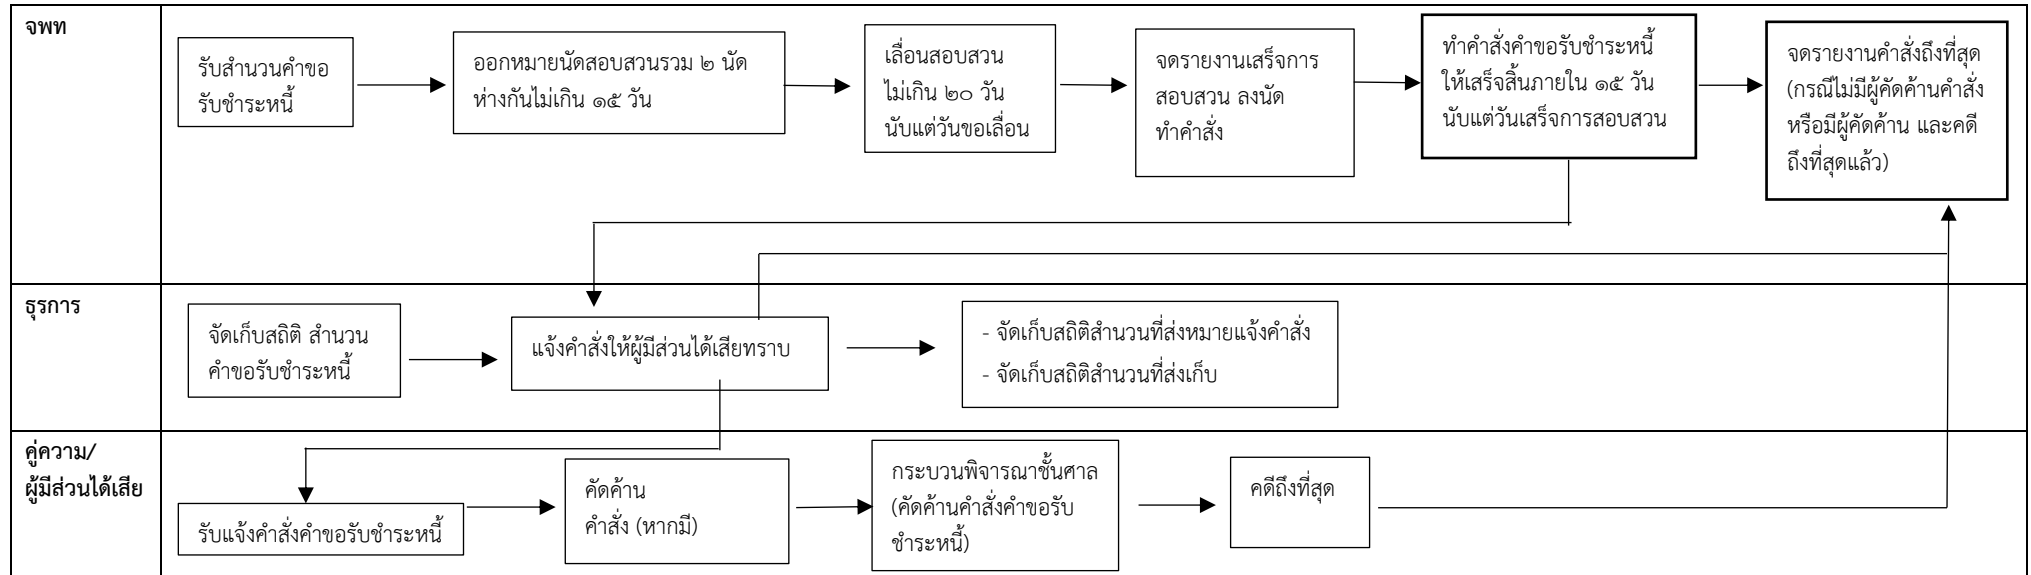 จพท
รับสำนวนคำขอ
รับชำระหนี้
ออกหมายนัดสอบสวนรวม ๒ นัด
ห่างกันไม่เกิน ๑๕ วัน
เลื่อนสอบสวน
ไม่เกิน ๒๐ วัน
นับแต่วันขอเลื่อน
จดรายงานเสร็จการ
สอบสวน ลงนัด
ทำคำสั่ง
ทำคำสั่งคำขอรับชำระหนี้
ให้เสร็จสิ้นภายใน ๑๕ วัน
นับแต่วันเสร็จการสอบสวน
จดรายงานคำสั่งถึงที่สุด
(กรณีไม่มีผู้คัดค้านคำสั่ง
หรือมีผู้คัดค้าน และคดี
ถึงที่สุดแล้ว)
ธุรการ
จัดเก็บสถิติ สำนวน
คำขอรับชำระหนี้
แจ้งคำสั่งให้ผู้มีส่วนได้เสียทราบ
- จัดเก็บสถิติสำนวนที่ส่งหมายแจ้งคำสั่ง
- จัดเก็บสถิติสำนวนที่ส่งเก็บ
คู่ความ/
ผู้มีส่วนได้เสีย
รับแจ้งคำสั่งคำขอรับชำระหนี้
คัดค้าน
คำสั่ง (หากมี)
กระบวนพิจารณาชั้นศาล
(คัดค้านคำสั่งคำขอรับ
ชำระหนี้)
คดีถึงที่สุด